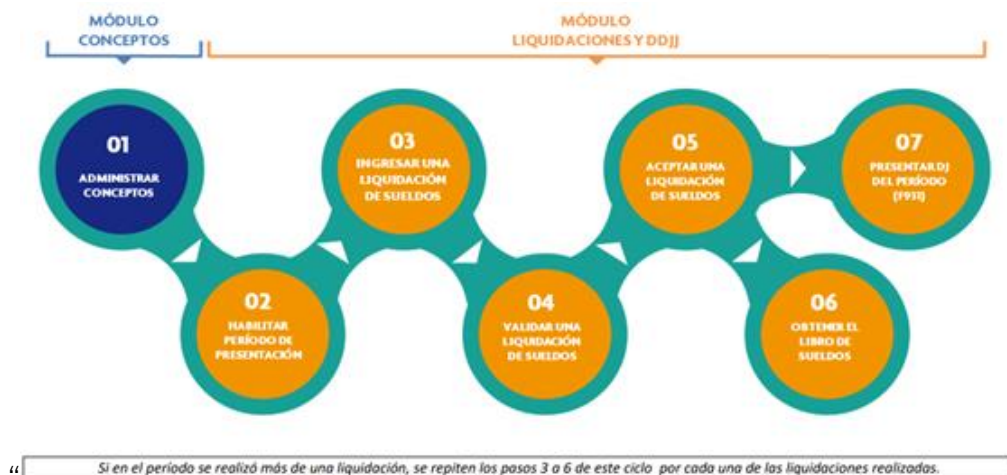 MÓDULO
CONCEPTOS
MÓDULO
LIQUIDACIONES Y DDJJ
01
ADMINISTRAR
CONCEPTOS
02
HABILITAR
PERÍODO DE
PRESENTACIÓN
03
INGRESAR UNA
LIQUIDACIÓN
DE SUELDOS
04
VALIDAR UNA
LIQUIDACIÓN
DE SUELDOS
05
ACEPTAR UNA
LIQUIDACIÓN
DE SUELDOS
06
OBTENER EL
LIBRO DE
SUELDOS
07
PRESENTAR DJ
DEL PERÍODO
(F931)
“ Si en el período se realizó más de una liquidación, se repiten los pasos 3 a 6 de este ciclo por cada una de las liquidaciones realizadas.